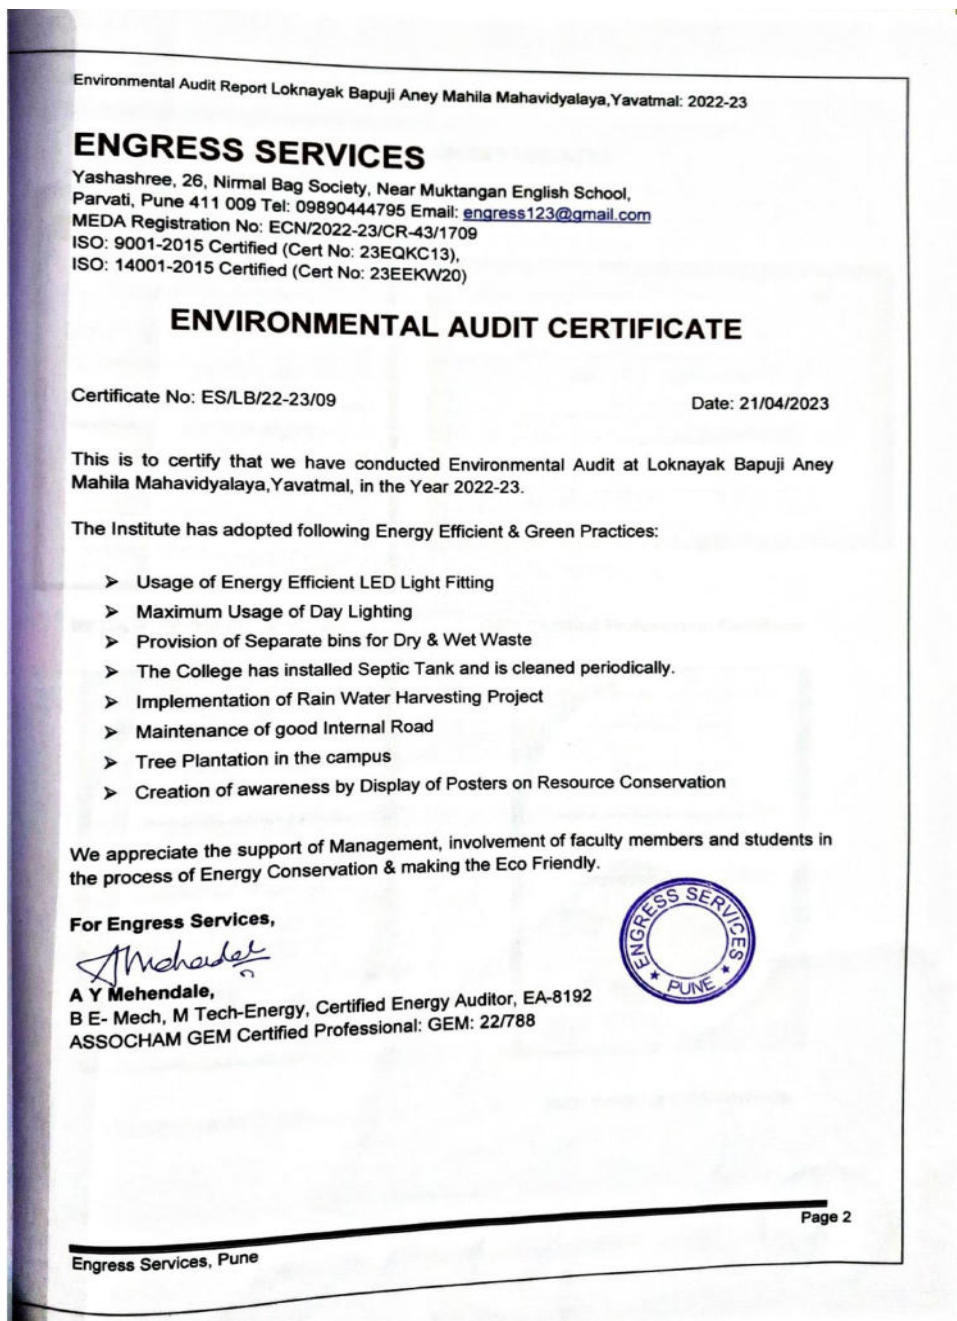 Environmental Audit Report Loknayak Bapuji Aney Mahila Mahavidyalaya,Yavatmal: 2022-23
ENGRESS SERVICES
Yashashree, 26, Nirmal Bag Society, Near Muktangan English School,
Parvati, Pune 411 009 Tel: 09890444795 Email: engress123@gmail.com
MEDA Registration No: ECN/2022-23/CR-43/1709
ISO: 9001-2015 Certified (Cert No: 23EQKC13),
ISO: 14001-2015 Certified (Cert No: 23EEKW20)
ENVIRONMENTAL AUDIT CERTIFICATE
Certificate No: ES/LB/22-23/09 Date: 21/04/2023
This is to certify that we have conducted Environmental Audit at Loknayak Bapuji Aney
Mahila Mahavidyalaya,Yavatmal, in the Year 2022-23.
The Institute has adopted following Energy Efficient & Green Practices:
➢ Usage of Energy Efficient LED Light Fitting
➢ Maximum Usage of Day Lighting
➢ Provision of Separate bins for Dry & Wet Waste
➢ The College has installed Septic Tank and is cleaned periodically.
➢ Implementation of Rain Water Harvesting Project
➢ Maintenance of good Internal Road
➢ Tree Plantation in the campus
➢ Creation of awareness by Display of Posters on Resource Conservation
We appreciate the support of Management, involvement of faculty members and students in
the process of Energy Conservation & making the Eco Friendly.
For Engress Services,
ENGRESS SERVICES
★ PUNE ★
A Y Mehendale,
B E- Mech, M Tech-Energy, Certified Energy Auditor, EA-8192
ASSOCHAM GEM Certified Professional: GEM: 22/788
Page 2
Engress Services, Pune